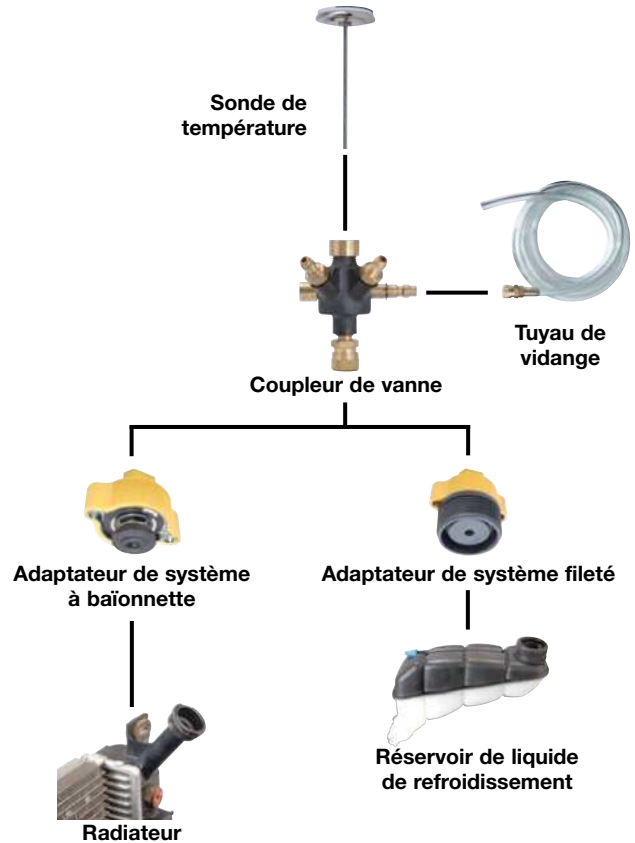 Sonde de
température
Tuyau de
vidange
Coupleur de vanne
Adaptateur de système
à baïonnette
Adaptateur de système fileté
Réservoir de liquide
de refroidissement
Radiateur